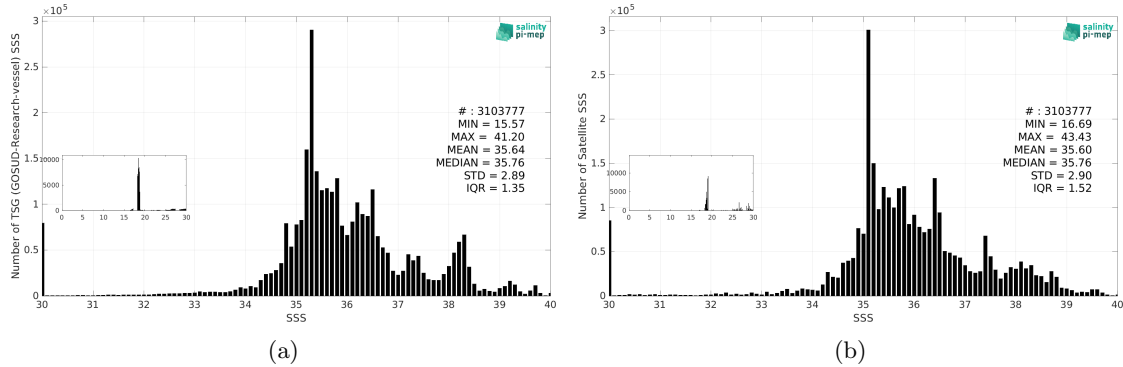 ×10^5
3
2.5
2
1.5
1
0.5
0
Number of TSG (GOSUD-Research-vessel) SSS
salinity
pi-mep
# : 3103777
MIN = 15.57
MAX = 41.20
MEAN = 35.64
MEDIAN = 35.76
STD = 2.89
IQR = 1.35
10000
5000
0
0 5 10 15 20 25 30
30 31 32 33 34 35 36 37 38 39 40
SSS
(a)
×10^5
3
2.5
2
1.5
1
0.5
0
Number of Satellite SSS
salinity
pi-mep
# : 3103777
MIN = 16.69
MAX = 43.43
MEAN = 35.60
MEDIAN = 35.76
STD = 2.90
IQR = 1.52
10000
5000
0
0 5 10 15 20 25 30
30 31 32 33 34 35 36 37 38 39 40
SSS
(b)